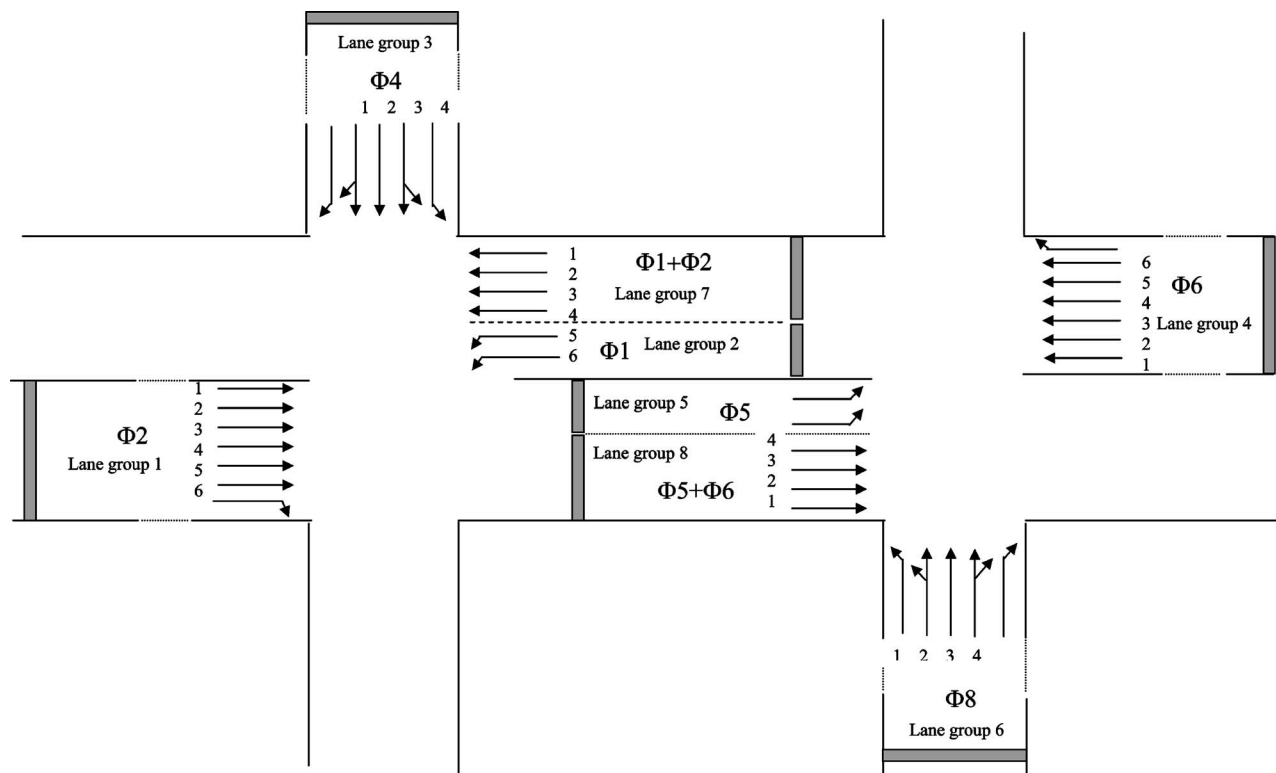 Lane group 3
Φ4
1 2 3 4
1
2
3
4
5
6
Φ1+Φ2
Lane group 7
Lane group 2
Φ1
6
5
4
3
2
1
Φ6
Lane group 4
1
2
3
4
5
6
Φ2
Lane group 1
Lane group 5
Φ5
Lane group 8
Φ5+Φ6
4
3
2
1
1 2 3 4
Φ8
Lane group 6